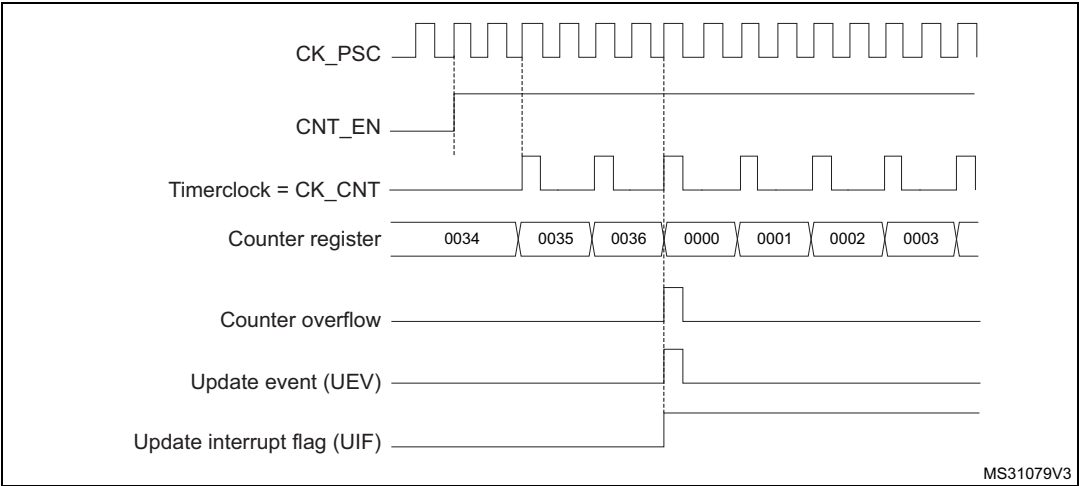 CK_PSC
CNT_EN
Timerclock = CK_CNT
Counter register 0034 0035 0036 0000 0001 0002 0003
Counter overflow
Update event (UEV)
Update interrupt flag (UIF)
MS31079V3